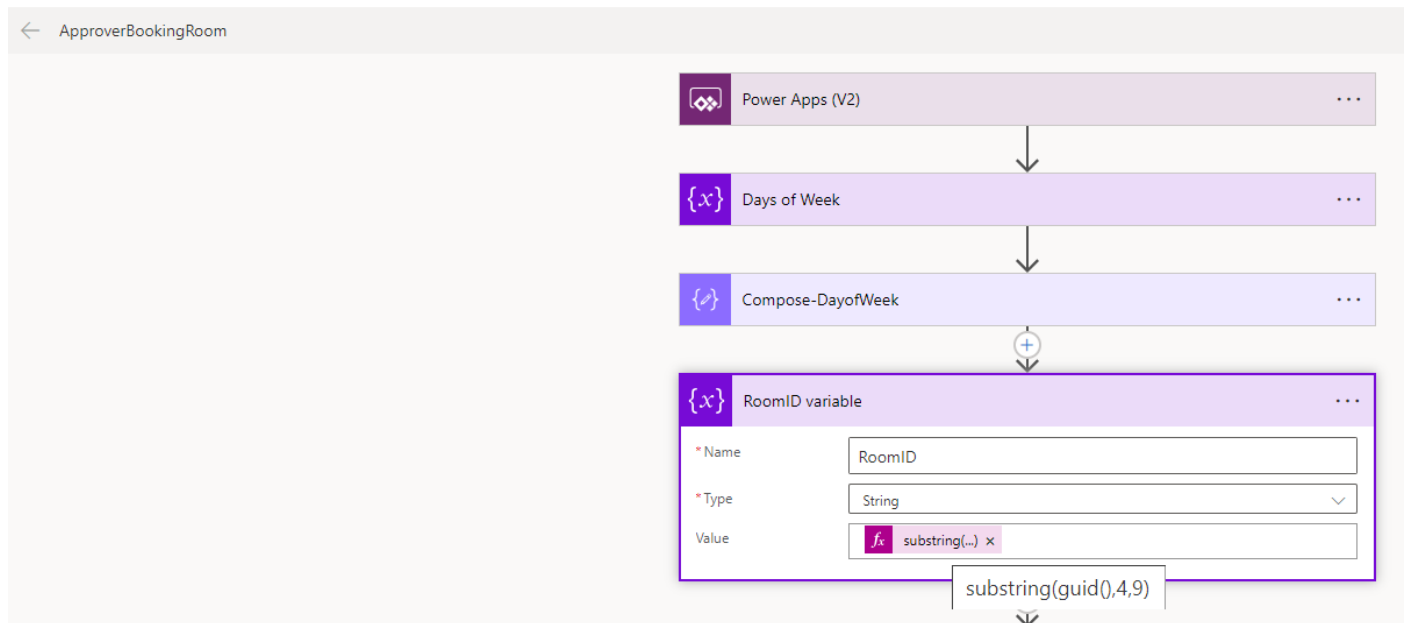 ApproverBookingRoom
Power Apps (V2)
{x} Days of Week
Compose-DayofWeek
{x} RoomID variable
* Name RoomID
* Type String
Value fx substring(...) ×
substring(guid(),4,9)